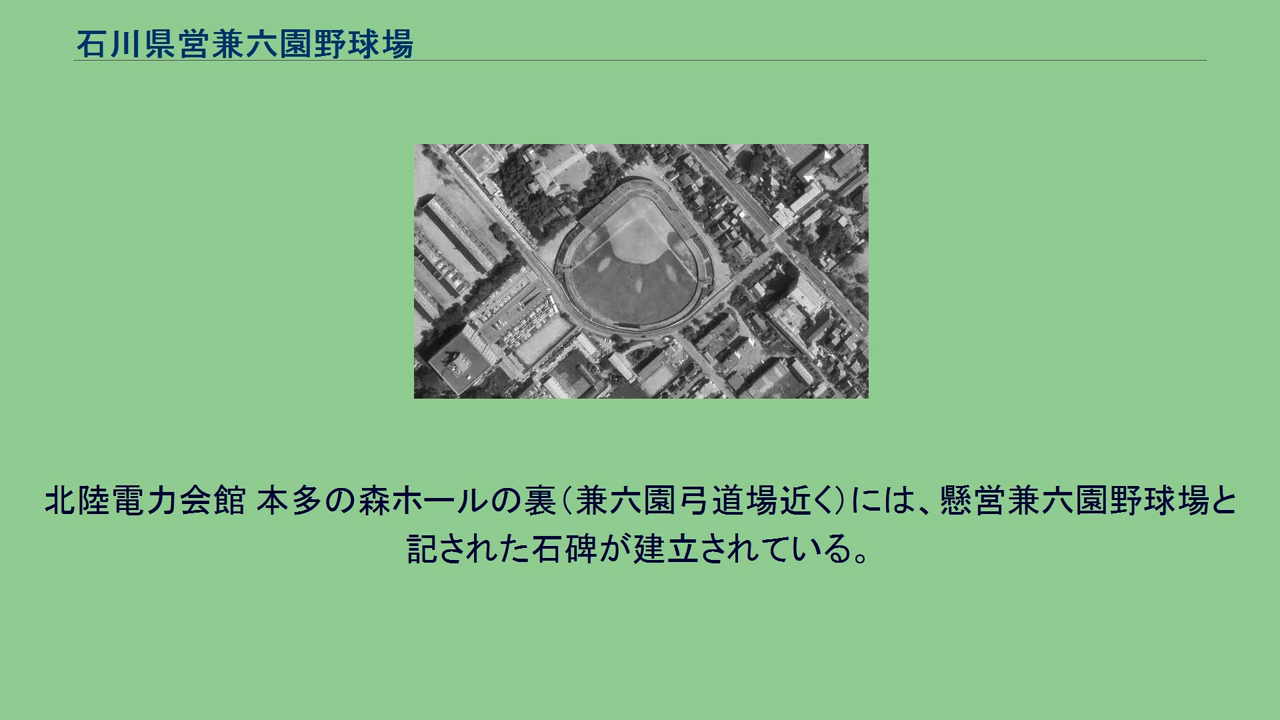 石川県営兼六園野球場
北陸電力会館 本多の森ホールの裏（兼六園弓道場近く）には、懸営兼六園野球場と
記された石碑が建立されている。